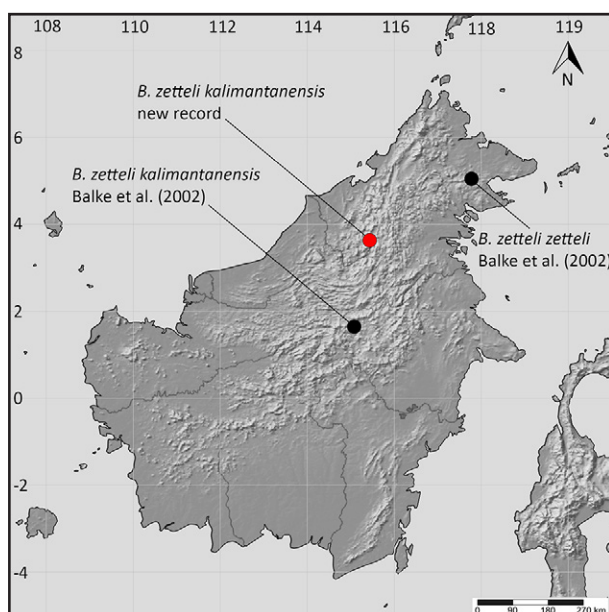 108 110 112 113 114 116 118 119
N
8
6
4
2
0
-2
-4
B. zetteli kalimantanensis
new record
B. zetteli kalimantanensis
Balke et al. (2002)
B. zetteli zetteli
Balke et al. (2002)
0 90 180 270 km